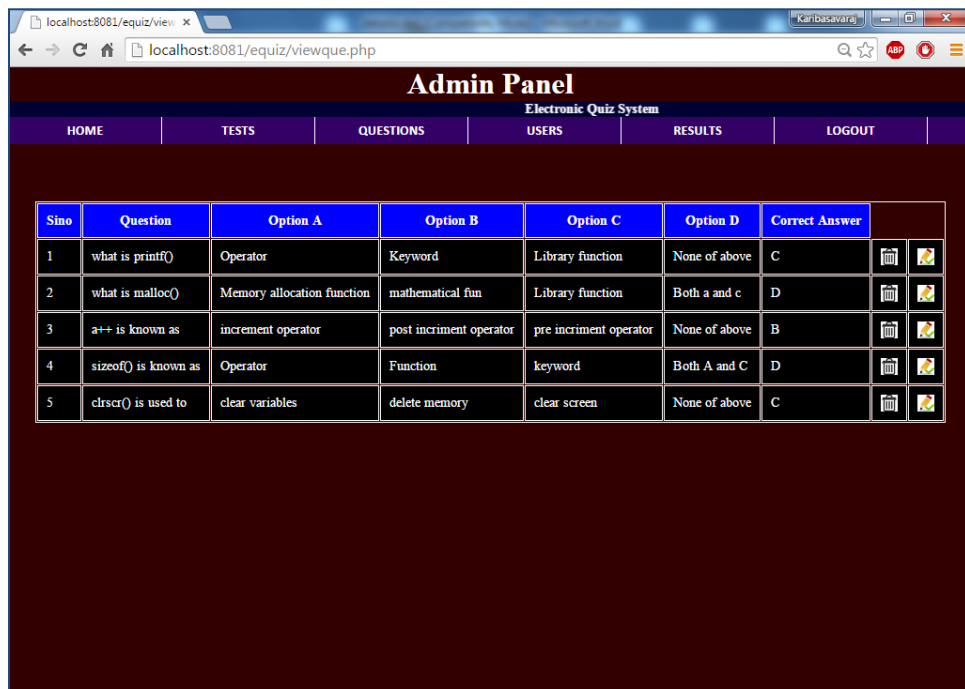 localhost:8081/equiz/view
Karibasavaraj
localhost:8081/equiz/viewque.php
ABP
Admin Panel
Electronic Quiz System
HOME TESTS QUESTIONS USERS RESULTS LOGOUT
Sino Question Option A Option B Option C Option D Correct Answer
1 what is printf() Operator Keyword Library function None of above C
2 what is malloc() Memory allocation function mathematical fun Library function Both a and c D
3 a++ is known as increment operator post incriment operator pre incriment operator None of above B
4 sizeof() is known as Operator Function keyword Both A and C D
5 clrscr() is used to clear variables delete memory clear screen None of above C